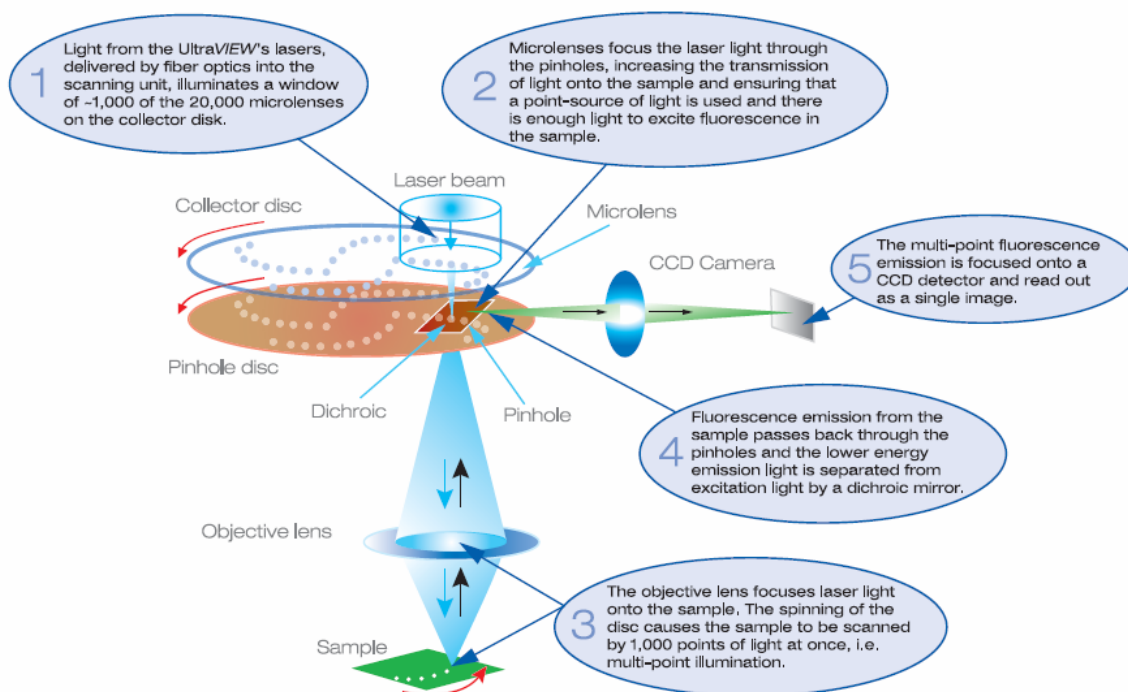 1
Light from the UltraVIEW's lasers,
delivered by fiber optics into the
scanning unit, illuminates a window
of ~1,000 of the 20,000 microlenses
on the collector disk.
2
Microlenses focus the laser light through
the pinholes, increasing the transmission
of light onto the sample and ensuring that
a point-source of light is used and there
is enough light to excite fluorescence in
the sample.
Laser beam
Collector disc
Microlens
CCD Camera
5
The multi-point fluorescence
emission is focused onto a
CCD detector and read out
as a single image.
Pinhole disc
Dichroic
Pinhole
4
Fluorescence emission from the
sample passes back through the
pinholes and the lower energy
emission light is separated from
excitation light by a dichroic mirror.
Objective lens
3
The objective lens focuses laser light
onto the sample. The spinning of the
disc causes the sample to be scanned
by 1,000 points of light at once, i.e.
multi-point illumination.
Sample